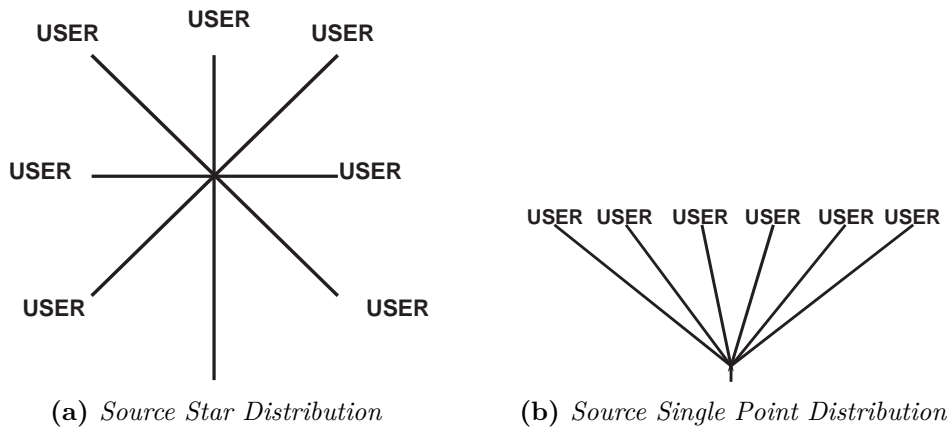 USER
USER
USER
USER
USER
USER
USER
(a) Source Star Distribution
USER USER USER USER USER USER
(b) Source Single Point Distribution